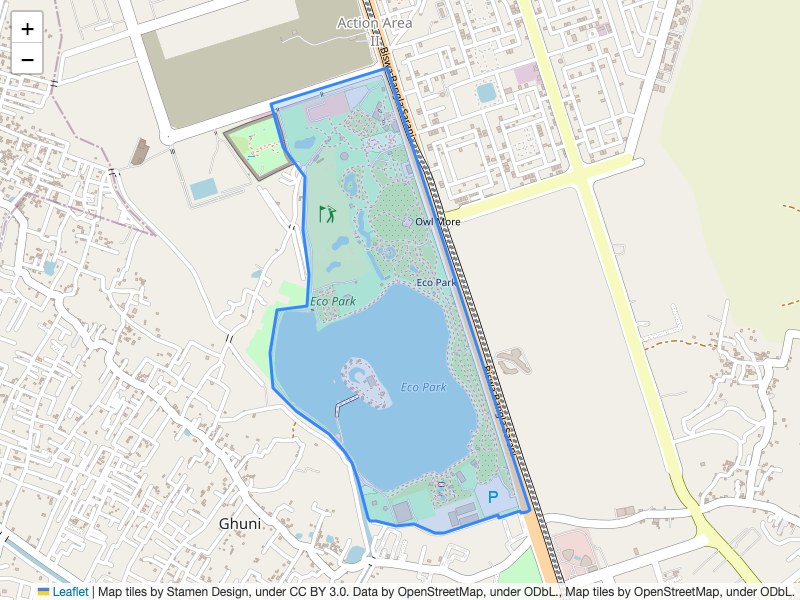 +
−
Action Area
II
Biswa Bangla Sarani
Owl More
Eco Park
Eco Park
Eco Park
Biswa Bangla Sarani
P
Ghuni
Leaflet | Map tiles by Stamen Design, under CC BY 3.0. Data by OpenStreetMap, under ODbL., Map tiles by OpenStreetMap, under ODbL.